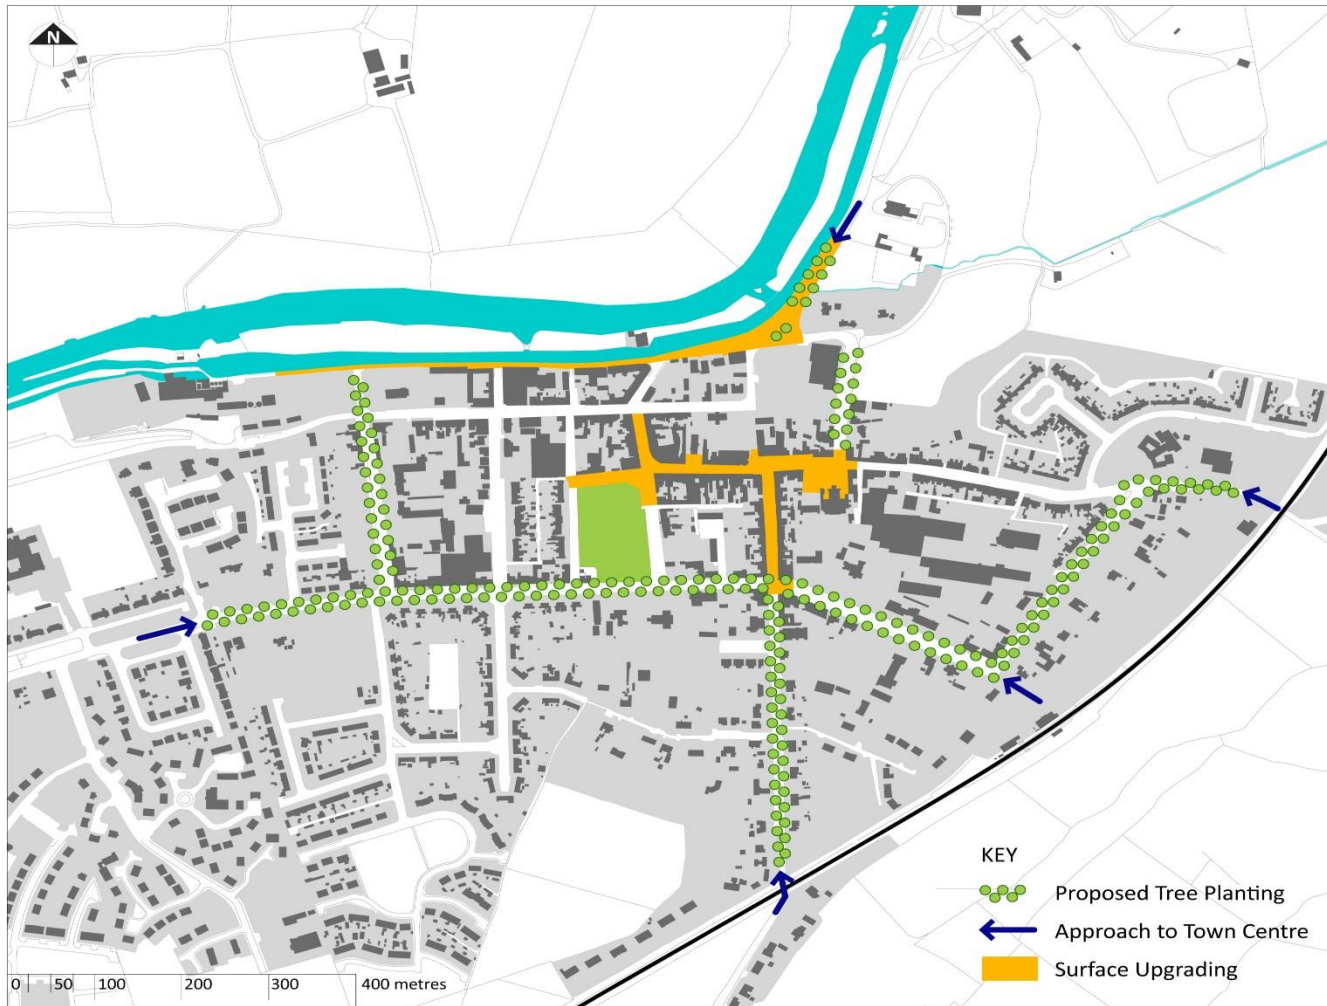 N
KEY
Proposed Tree Planting
Approach to Town Centre
Surface Upgrading
0 50 100 200 300 400 metres